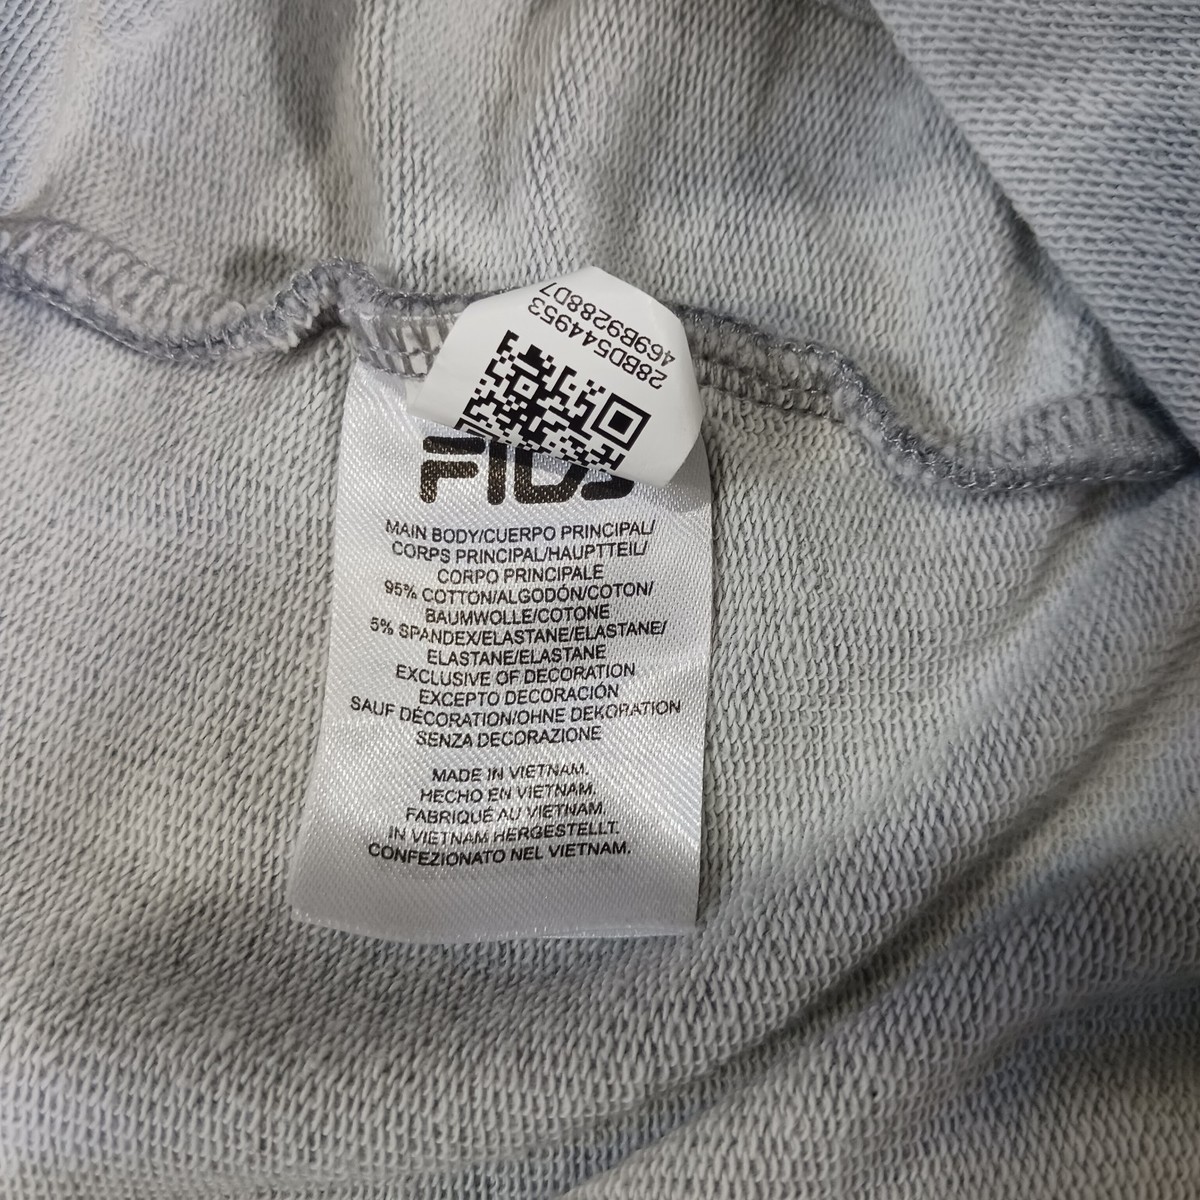 28BD5444953
469B9288D7
FILA
MAIN BODY/CUERPO PRINCIPAL/
CORPS PRINCIPAL/HAUPTTEIL/
CORPO PRINCIPALE
95% COTTON/ALGODÓN/COTON/
BAUMWOLLE/COTONE
5% SPANDEX/ELASTANE/ELASTANE/
ELASTANE/ELASTANE
EXCLUSIVE OF DECORATION
EXCEPTO DECORACIÓN
SAUF DÉCORATION/OHNE DEKORATION
SENZA DECORAZIONE
MADE IN VIETNAM.
HECHO EN VIETNAM.
FABRIQUÉ AU VIETNAM.
IN VIETNAM HERGESTELLT.
CONFEZIONATO NEL VIETNAM.